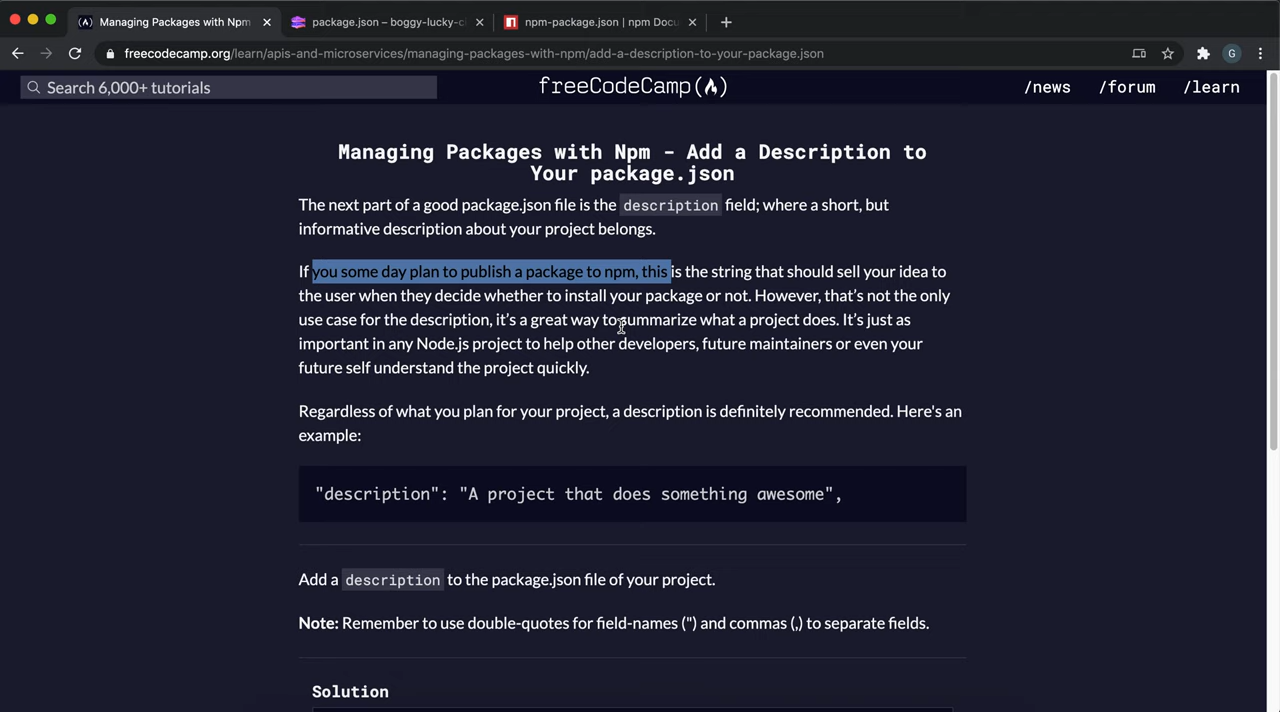 Managing Packages with Npm
package.json – boggy-lucky-ci
npm-package.json | npm Docu
freecodecamp.org/learn/apis-and-microservices/managing-packages-with-npm/add-a-description-to-your-package.json
G
Search 6,000+ tutorials
freeCodeCamp
/news
/forum
/learn
Managing Packages with Npm - Add a Description to
Your package.json
The next part of a good package.json file is the description field; where a short, but
informative description about your project belongs.
If you some day plan to publish a package to npm, this is the string that should sell your idea to
the user when they decide whether to install your package or not. However, that's not the only
use case for the description, it's a great way to summarize what a project does. It's just as
important in any Node.js project to help other developers, future maintainers or even your
future self understand the project quickly.
Regardless of what you plan for your project, a description is definitely recommended. Here's an
example:
"description": "A project that does something awesome",
Add a description to the package.json file of your project.
Note: Remember to use double-quotes for field-names (") and commas (,) to separate fields.
Solution